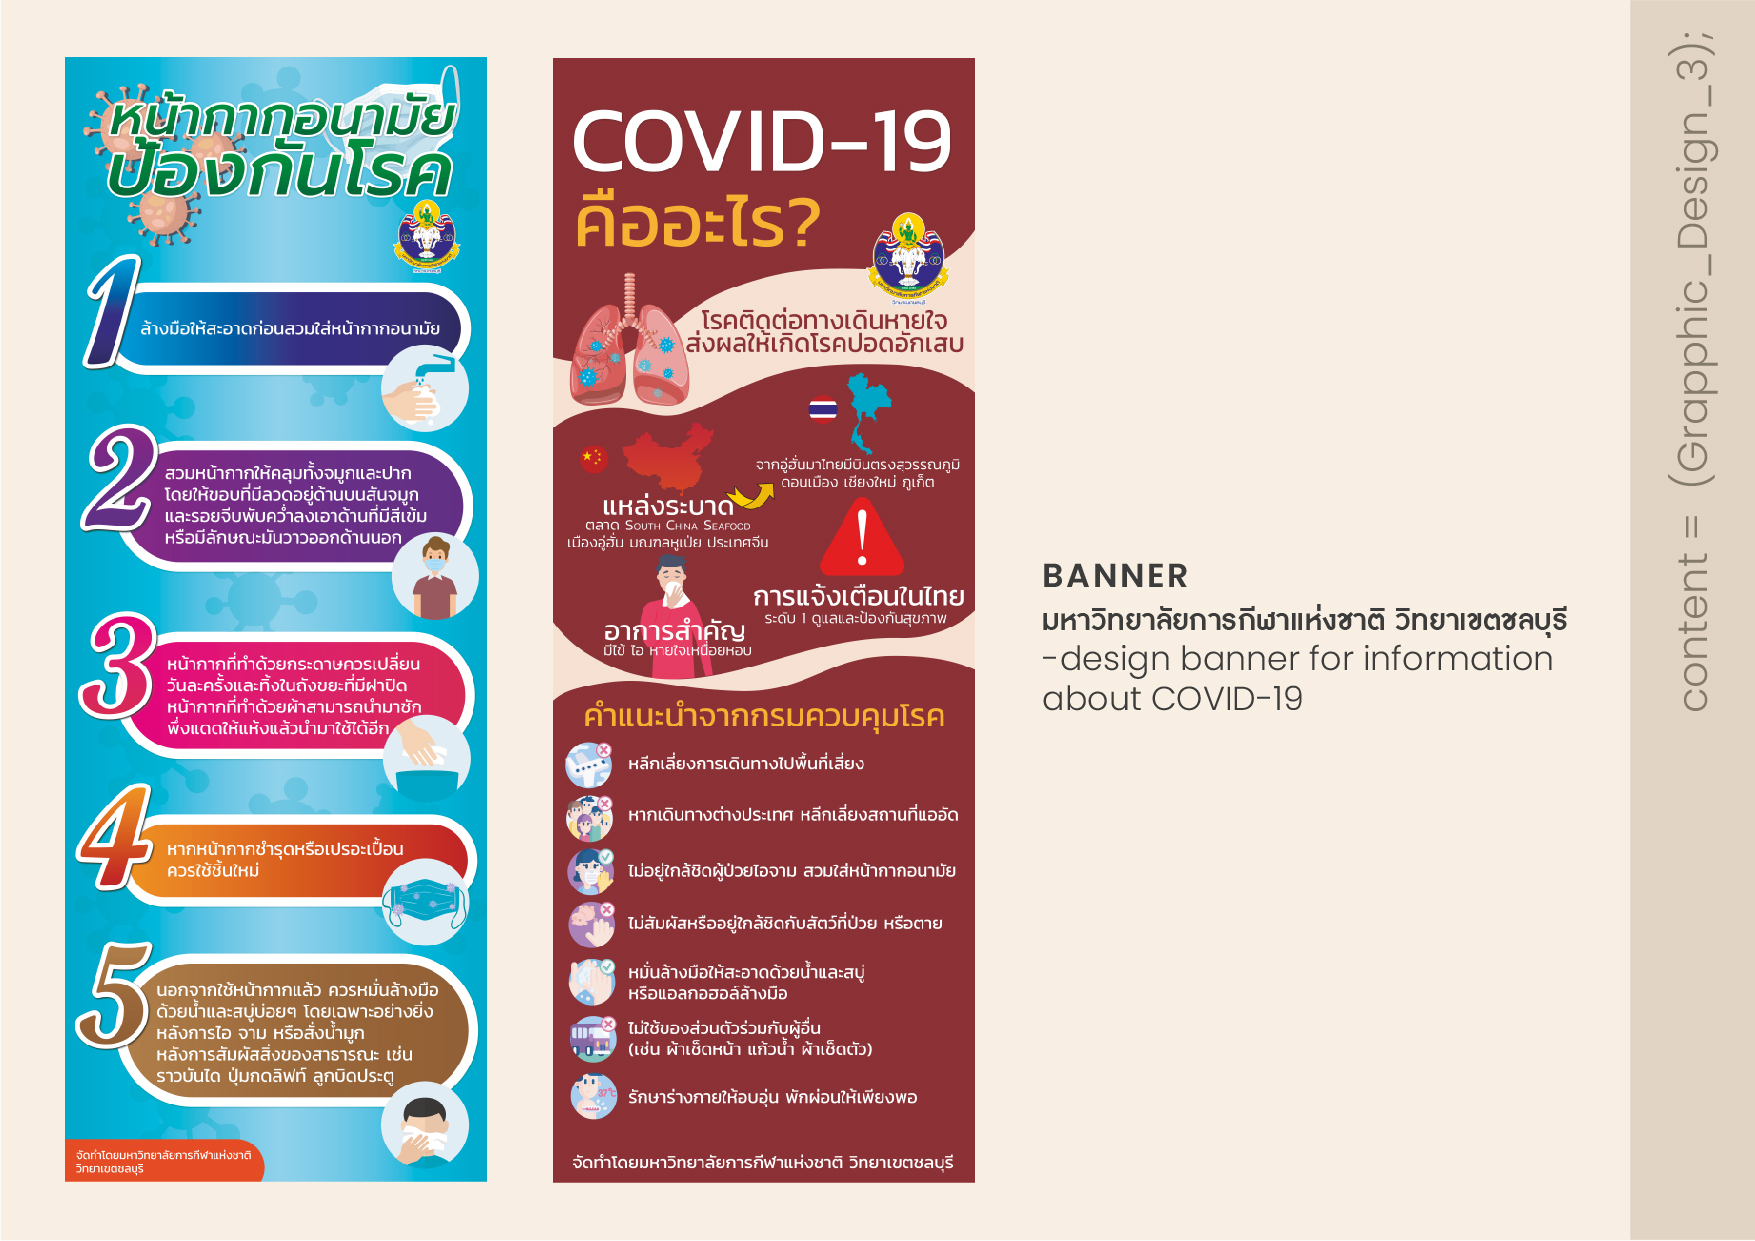 หน้ากากอนามัย
ป้องกันโรค
1
ล้างมือให้สะอาดก่อนสวมใส่หน้ากากอนามัย
2
สวมหน้ากากให้คลุมทั้งจมูกและปาก
โดยให้ขอบที่มีลวดอยู่ด้านบนสันจมูก
และรอยจีบพับคว่ำลงเอาด้านที่มีสีเข้ม
หรือมีลักษณะมันวาวออกด้านนอก
3
หน้ากากที่ทำด้วยกระดาษควรเปลี่ยน
วันละครั้งและทิ้งในถังขยะที่มีฝาปิด
หน้ากากที่ทำด้วยผ้าสามารถนำมาซัก
ผึ่งแดดให้แห้งแล้วนำมาใช้ได้อีก
4
หากหน้ากากชำรุดหรือเปรอะเปื้อน
ควรใช้ชิ้นใหม่
5
นอกจากใช้หน้ากากแล้ว ควรหมั่นล้างมือ
ด้วยน้ำและสบู่บ่อยๆ โดยเฉพาะอย่างยิ่ง
หลังการไอ จาม หรือสั่งน้ำมูก
หลังการสัมผัสสิ่งของสาธารณะ เช่น
ราวบันได ปุ่มกดลิฟท์ ลูกบิดประตู
จัดทำโดยมหาวิทยาลัยการกีฬาแห่งชาติ
วิทยาเขตชลบุรี
COVID-19
คืออะไร?
โรคติดต่อทางเดินหายใจ
ส่งผลให้เกิดโรคปอดอักเสบ
จากอู่ฮั่นมาไทยมีบินตรงสุวรรณภูมิ
ดอนเมือง เชียงใหม่ ภูเก็ต
แหล่งระบาด
ตลาด South China Seafood
เมืองอู่ฮั่น มณฑลหูเป่ย ประเทศจีน
!
การแจ้งเตือนในไทย
ระดับ 1 ดูแลและป้องกันสุขภาพ
อาการสำคัญ
มีไข้ ไอ หายใจเหนื่อยหอบ
คำแนะนำจากกรมควบคุมโรค
หลีกเลี่ยงการเดินทางไปพื้นที่เสี่ยง
หากเดินทางต่างประเทศ หลีกเลี่ยงสถานที่แออัด
ไม่อยู่ใกล้ชิดผู้ป่วยไอจาม สวมใส่หน้ากากอนามัย
ไม่สัมผัสหรืออยู่ใกล้ชิดกับสัตว์ที่ป่วย หรือตาย
หมั่นล้างมือให้สะอาดด้วยน้ำและสบู่
หรือแอลกอฮอล์ล้างมือ
ไม่ใช้ของส่วนตัวร่วมกับผู้อื่น
(เช่น ผ้าเช็ดหน้า แก้วน้ำ ผ้าเช็ดตัว)
37°C
รักษาร่างกายให้อบอุ่น พักผ่อนให้เพียงพอ
จัดทำโดยมหาวิทยาลัยการกีฬาแห่งชาติ วิทยาเขตชลบุรี
BANNER
มหาวิทยาลัยการกีฬาแห่งชาติ วิทยาเขตชลบุรี
-design banner for information
about COVID-19
content = (Grapphic_Design_3);